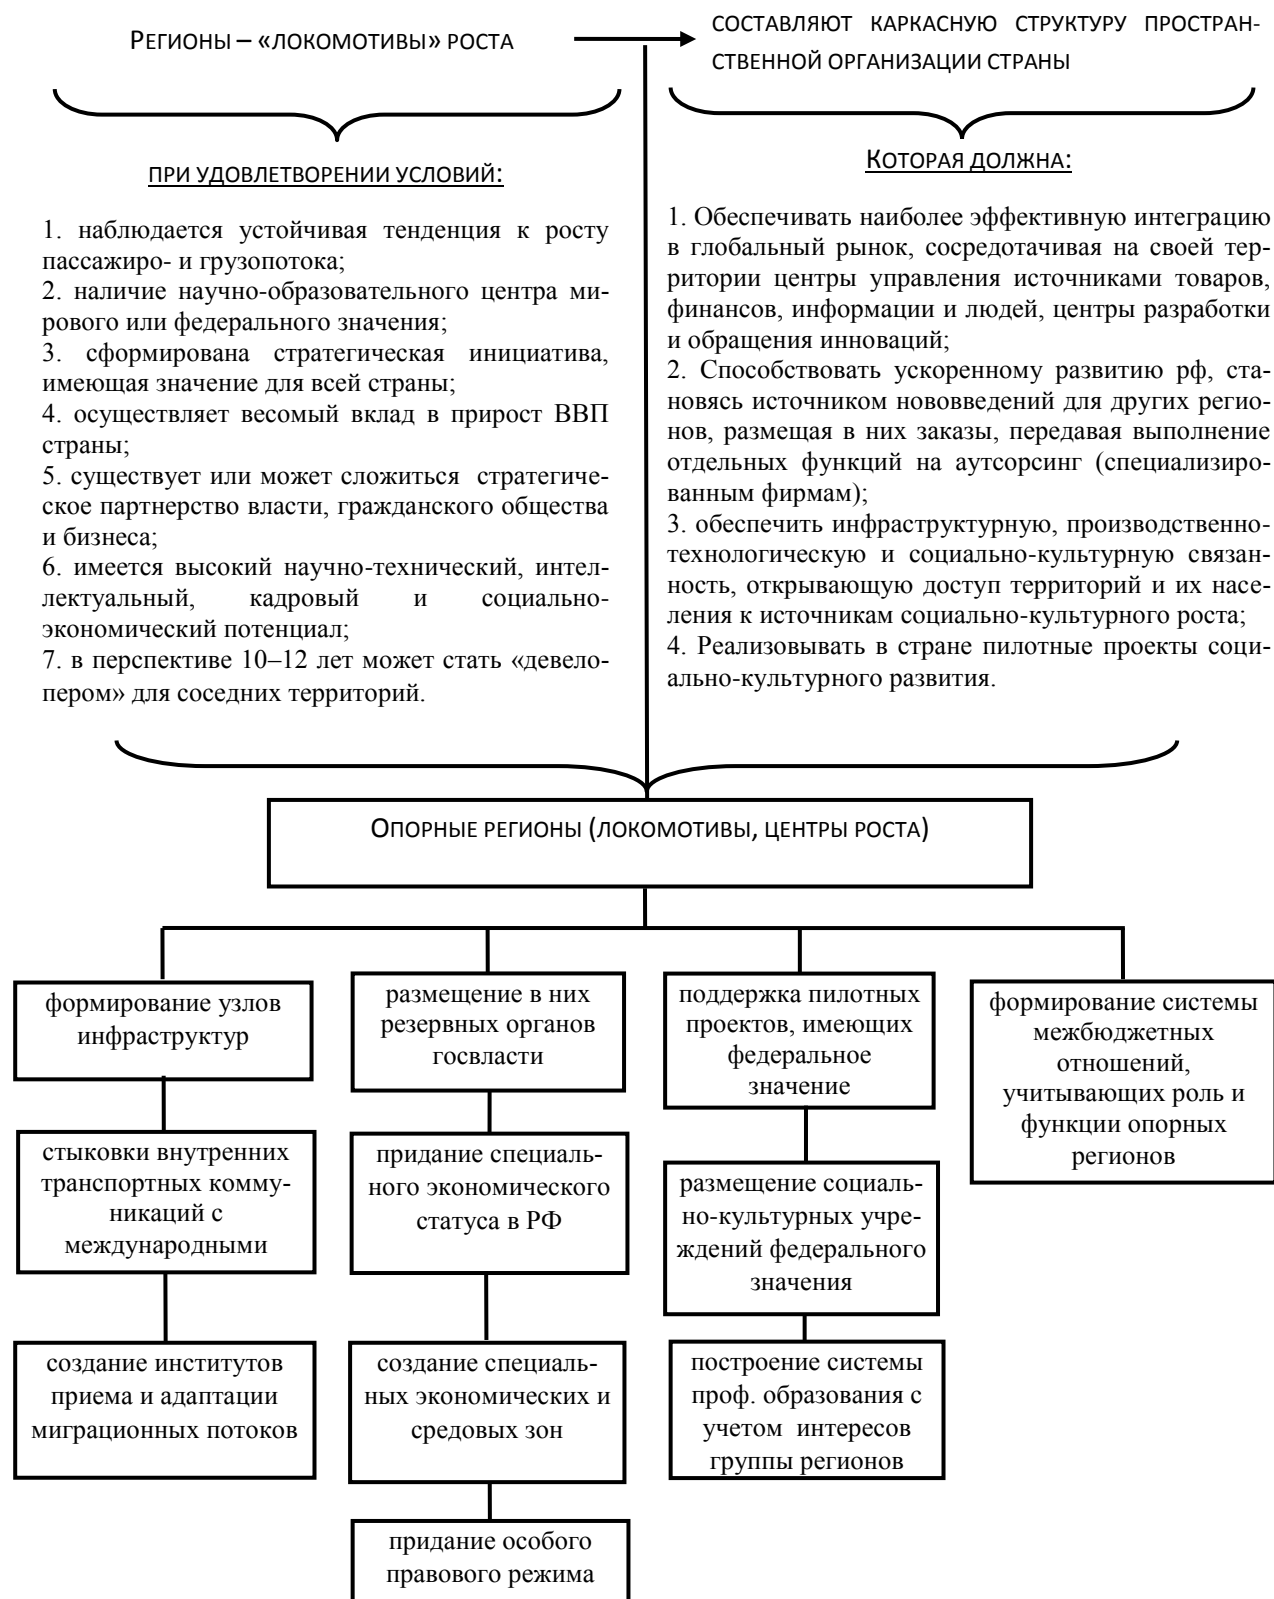 РЕГИОНЫ – «ЛОКОМОТИВЫ» РОСТА
СОСТАВЛЯЮТ КАРКАСНУЮ СТРУКТУРУ ПРОСТРАН-
СТВЕННОЙ ОРГАНИЗАЦИИ СТРАНЫ
ПРИ УДОВЛЕТВОРЕНИИ УСЛОВИЙ:
1. наблюдается устойчивая тенденция к росту
пассажиро- и грузопотока;
2. наличие научно-образовательного центра ми-
рового или федерального значения;
3. сформирована стратегическая инициатива,
имеющая значение для всей страны;
4. осуществляет весомый вклад в прирост ВВП
страны;
5. существует или может сложиться стратегиче-
ское партнерство власти, гражданского общества
и бизнеса;
6. имеется высокий научно-технический, интел-
лектуальный, кадровый и социально-
экономический потенциал;
7. в перспективе 10–12 лет может стать «девело-
пером» для соседних территорий.
КОТОРАЯ ДОЛЖНА:
1. Обеспечивать наиболее эффективную интеграцию
в глобальный рынок, сосредотачивая на своей тер-
ритории центры управления источниками товаров,
финансов, информации и людей, центры разработки
и обращения инноваций;
2. Способствовать ускоренному развитию рф, ста-
новясь источником нововведений для других регио-
нов, размещая в них заказы, передавая выполнение
отдельных функций на аутсорсинг (специализиро-
ванным фирмам);
3. обеспечить инфраструктурную, производственно-
технологическую и социально-культурную связан-
ность, открывающую доступ территорий и их насе-
ления к источникам социально-культурного роста;
4. Реализовывать в стране пилотные проекты соци-
ально-культурного развития.
ОПОРНЫЕ РЕГИОНЫ (ЛОКОМОТИВЫ, ЦЕНТРЫ РОСТА)
формирование узлов
инфраструктур
стыковки внутренних
транспортных комму-
никаций с
международными
создание институтов
приема и адаптации
миграционных потоков
размещение в них
резервных органов
госвласти
придание специаль-
ного экономического
статуса в РФ
создание специаль-
ных экономических и
средовых зон
придание особого
правового режима
поддержка пилотных
проектов, имеющих
федеральное
значение
размещение социаль-
но-культурных учре-
ждений федерального
значения
построение системы
проф. образования с
учетом интересов
группы регионов
формирование системы
межбюджетных
отношений,
учитывающих роль и
функции опорных
регионов